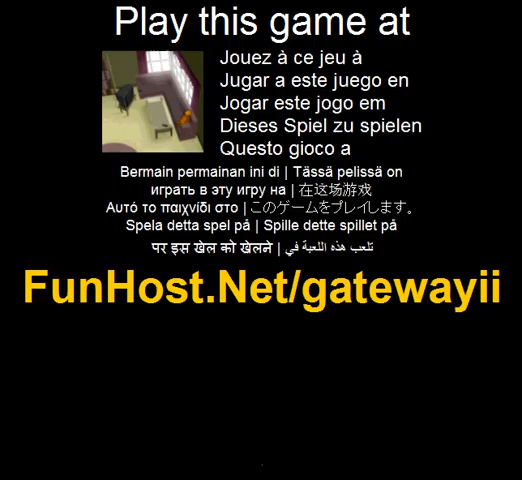 Play this game at
Jouez à ce jeu à
Jugar a este juego en
Jogar este jogo em
Dieses Spiel zu spielen
Questo gioco a
Bermain permainan ini di | Tässä pelissä on
играть в эту игру на | 在这场游戏
Αυτό το παιχνίδι στο | このゲームをプレイします。
Spela detta spel på | Spille dette spillet på
पर इस खेल को खेलने | تلعب هذه اللعبة في
FunHost.Net/gatewayii